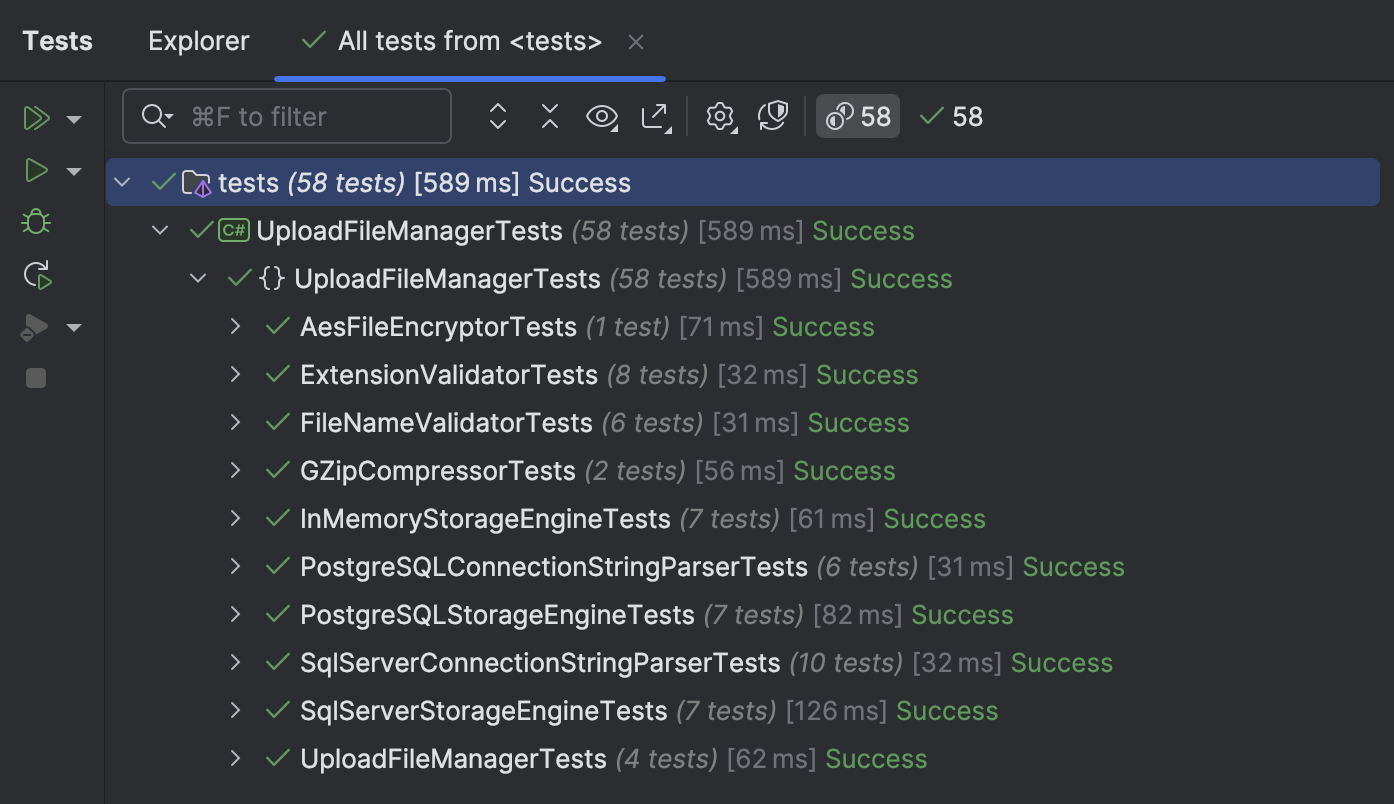 Tests Explorer All tests from <tests>
⌘F to filter 58 58
tests (58 tests) [589 ms] Success
C# UploadFileManagerTests (58 tests) [589 ms] Success
{} UploadFileManagerTests (58 tests) [589 ms] Success
AesFileEncryptorTests (1 test) [71 ms] Success
ExtensionValidatorTests (8 tests) [32 ms] Success
FileNameValidatorTests (6 tests) [31 ms] Success
GZipCompressorTests (2 tests) [56 ms] Success
InMemoryStorageEngineTests (7 tests) [61 ms] Success
PostgreSQLConnectionStringParserTests (6 tests) [31 ms] Success
PostgreSQLStorageEngineTests (7 tests) [82 ms] Success
SqlServerConnectionStringParserTests (10 tests) [32 ms] Success
SqlServerStorageEngineTests (7 tests) [126 ms] Success
UploadFileManagerTests (4 tests) [62 ms] Success